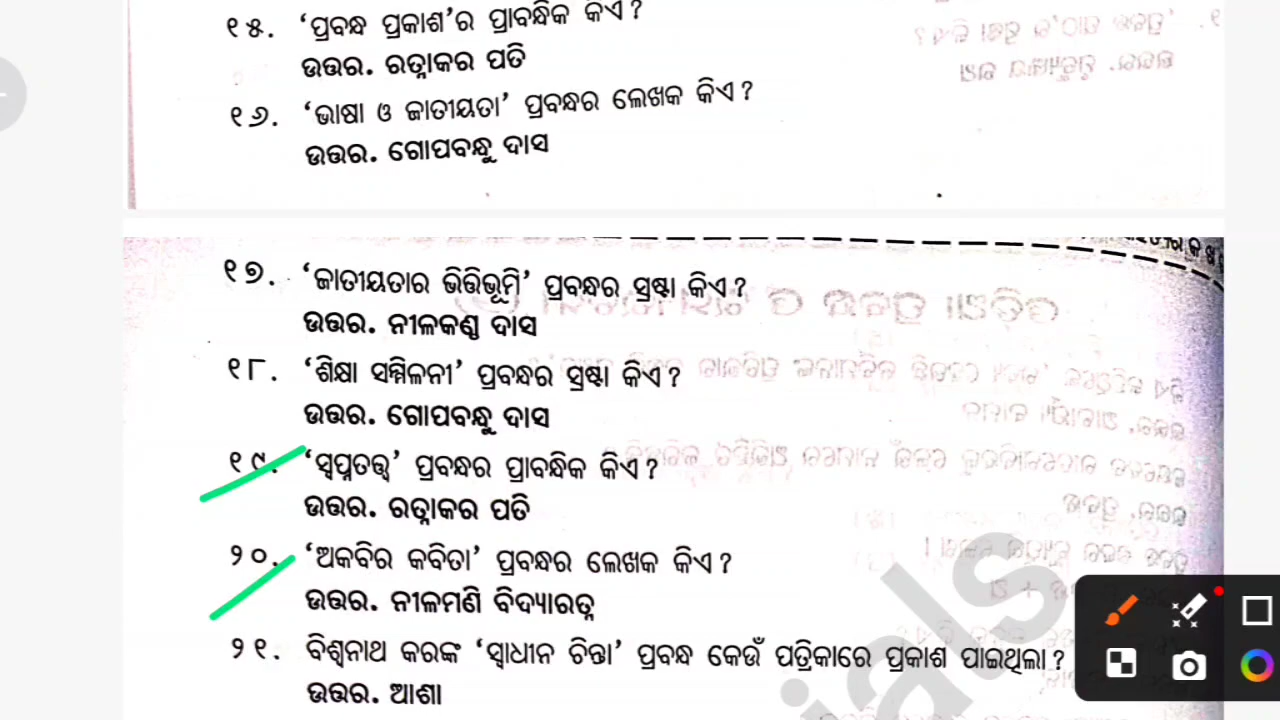 ୧୫. ‘ପ୍ରବନ୍ଧ ପ୍ରକାଶ’ର ପ୍ରାବନ୍ଧିକ କିଏ ?
ଉତ୍ତର. ରତ୍ନାକର ପତି
୧୬. ‘ଭାଷା ଓ ଜାତୀୟତା’ ପ୍ରବନ୍ଧର ଲେଖକ କିଏ ?
ଉତ୍ତର. ଗୋପବନ୍ଧୁ ଦାସ
୧୭. ‘ଜାତୀୟତାର ଭିତ୍ତିଭୂମି’ ପ୍ରବନ୍ଧର ସ୍ରଷ୍ଟା କିଏ ?
ଉତ୍ତର. ନୀଳକଣ୍ଠ ଦାସ
୧୮. ‘ଶିକ୍ଷା ସମ୍ମିଳନୀ’ ପ୍ରବନ୍ଧର ସ୍ରଷ୍ଟା କିଏ ?
ଉତ୍ତର. ଗୋପବନ୍ଧୁ ଦାସ
୧୯. ‘ସ୍ୱପ୍ନତତ୍ତ୍ୱ’ ପ୍ରବନ୍ଧର ପ୍ରାବନ୍ଧିକ କିଏ ?
ଉତ୍ତର. ରତ୍ନାକର ପତି
୨୦. ‘ଅକବିର କବିତା’ ପ୍ରବନ୍ଧର ଲେଖକ କିଏ ?
ଉତ୍ତର. ନୀଳମଣି ବିଦ୍ୟାରତ୍ନ
୨୧. ବିଶ୍ୱନାଥ କରଙ୍କ ‘ସ୍ୱାଧୀନ ଚିନ୍ତା’ ପ୍ରବନ୍ଧ କେଉଁ ପତ୍ରିକାରେ ପ୍ରକାଶ ପାଇଥିଲା ?
ଉତ୍ତର. ଆଶା
ials